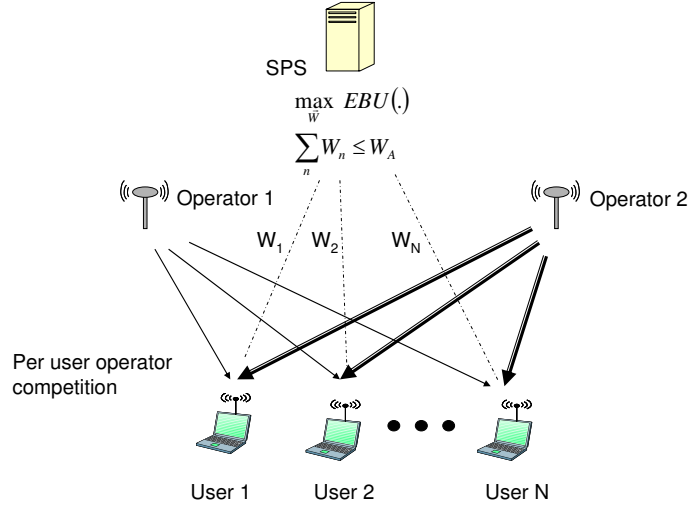 SPS
max EBU(.)
W⃗
∑ W_n ≤ W_A
n
Operator 1
Operator 2
W_1 W_2 W_N
Per user operator
competition
User 1 User 2 User N